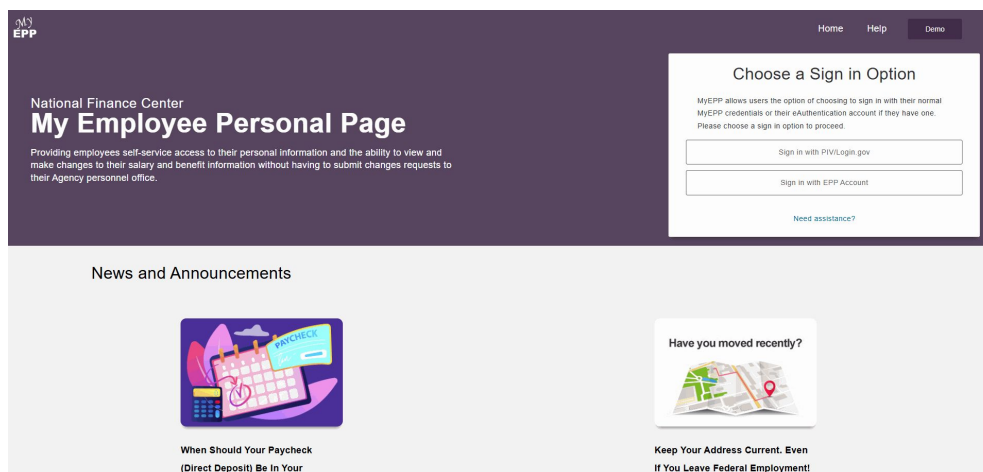 My
EPP
Home Help Demo
National Finance Center
My Employee Personal Page
Providing employees self-service access to their personal information and the ability to view and
make changes to their salary and benefit information without having to submit changes requests to
their Agency personnel office.
Choose a Sign in Option
MyEPP allows users the option of choosing to sign in with their normal
MyEPP credentials or their eAuthentication account if they have one.
Please choose a sign in option to proceed.
Sign in with PIV/Login.gov
Sign in with EPP Account
Need assistance?
News and Announcements
PAYCHECK
When Should Your Paycheck
(Direct Deposit) Be In Your
Have you moved recently?
Keep Your Address Current. Even
If You Leave Federal Employment!